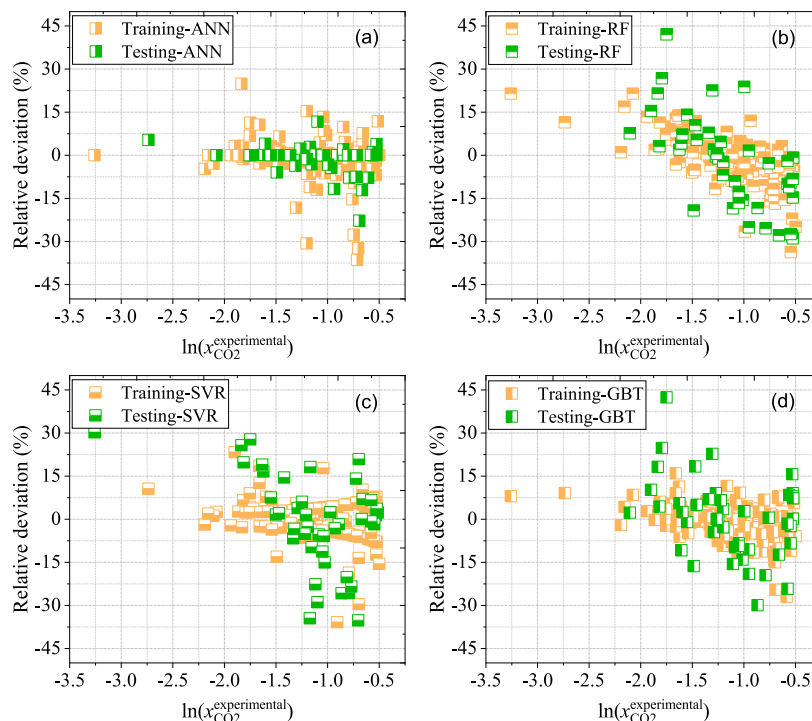 Training-ANN
Testing-ANN
(a)
45
30
15
0
-15
-30
-45
Relative deviation (%)
-3.5 -3.0 -2.5 -2.0 -1.5 -1.0 -0.5
ln(x_CO2^experimental)
Training-RF
Testing-RF
(b)
45
30
15
0
-15
-30
-45
Relative deviation (%)
-3.5 -3.0 -2.5 -2.0 -1.5 -1.0 -0.5
ln(x_CO2^experimental)
Training-SVR
Testing-SVR
(c)
45
30
15
0
-15
-30
-45
Relative deviation (%)
-3.5 -3.0 -2.5 -2.0 -1.5 -1.0 -0.5
ln(x_CO2^experimental)
Training-GBT
Testing-GBT
(d)
45
30
15
0
-15
-30
-45
Relative deviation (%)
-3.5 -3.0 -2.5 -2.0 -1.5 -1.0 -0.5
ln(x_CO2^experimental)